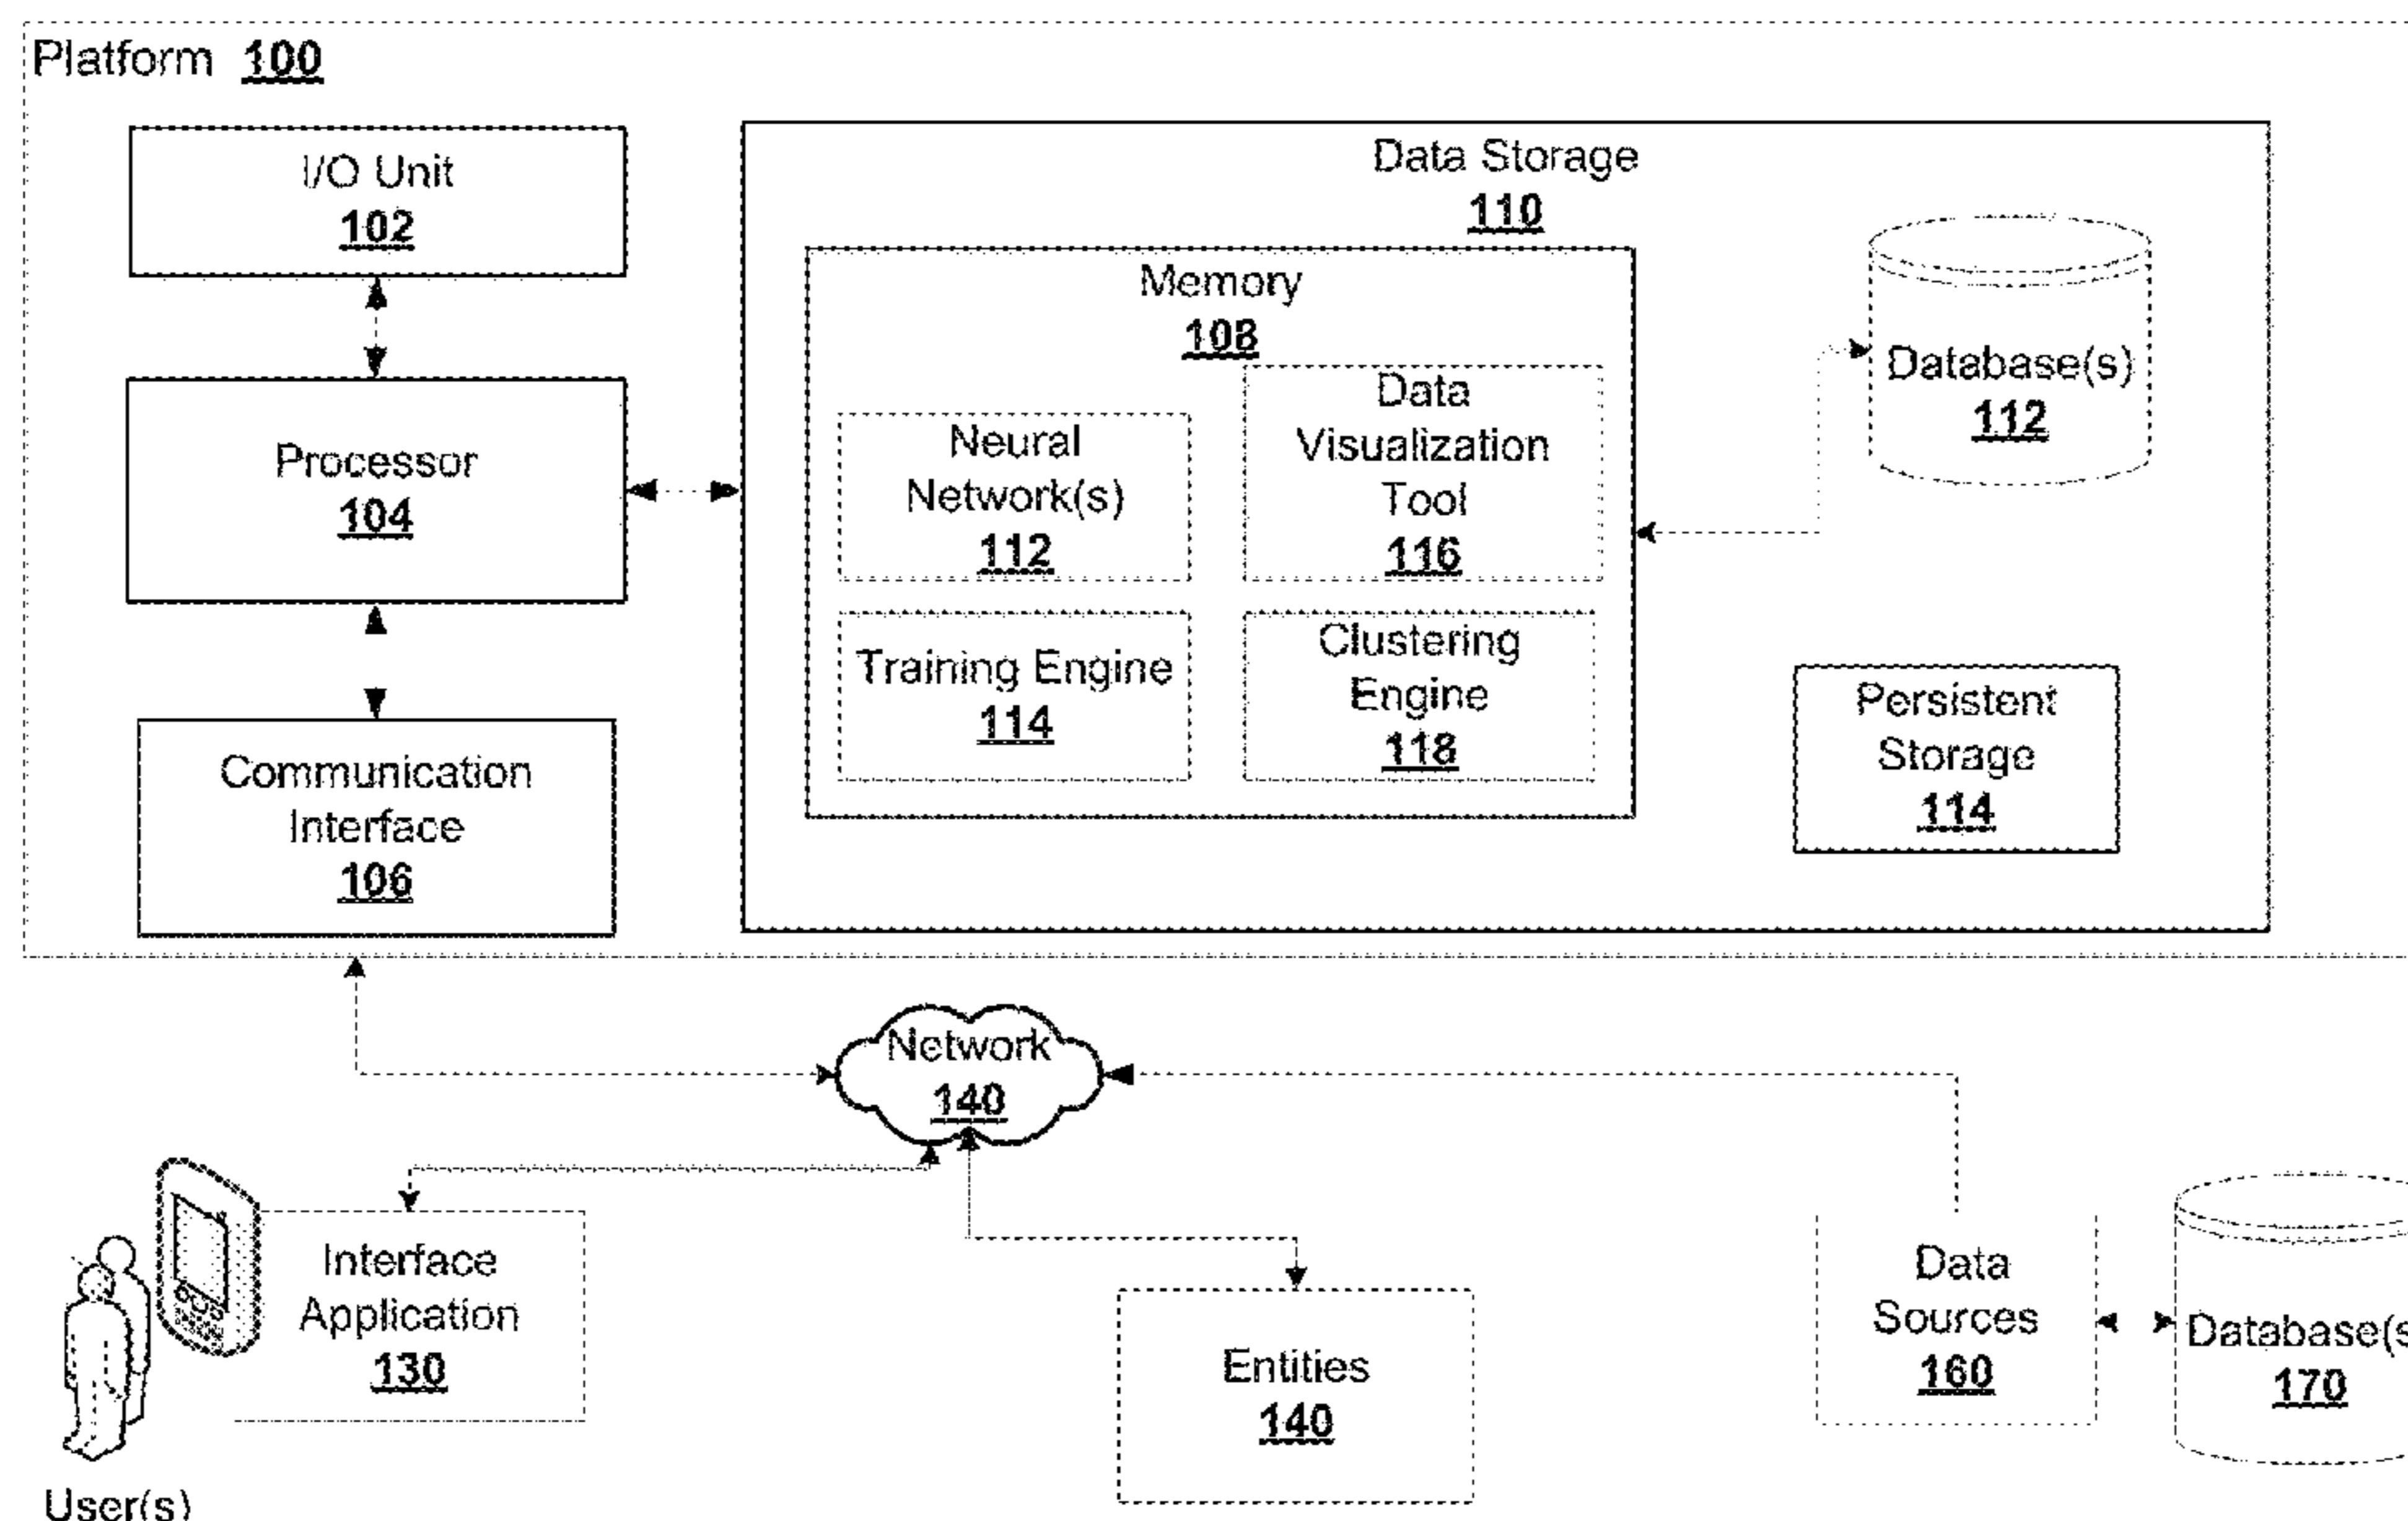 Platform 100
I/O Unit
102
Processor
104
Communication
Interface
106
Data Storage
110
Memory
108
Neural
Network(s)
112
Data
Visualization
Tool
116
Training Engine
114
Clustering
Engine
118
Database(s)
112
Persistent
Storage
114
Network
140
Interface
Application
130
User(s)
Entities
140
Data
Sources
160
Database(s
170